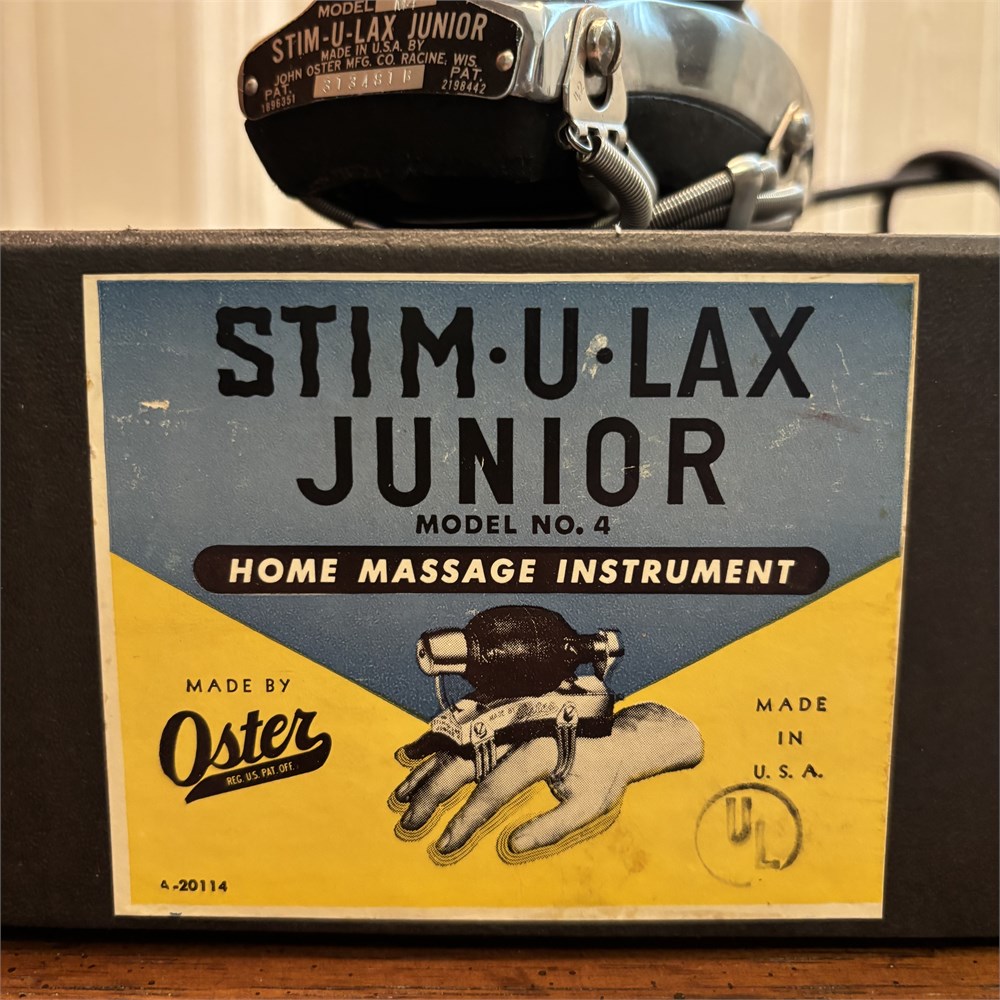 MODEL M4
STIM-U-LAX JUNIOR
MADE IN U.S.A. BY
JOHN OSTER MFG. CO. RACINE, WIS.
PAT.
1896351
PAT.
2198442
STIM·U·LAX
JUNIOR
MODEL NO. 4
HOME MASSAGE INSTRUMENT
MADE BY
Oster
REG. U.S. PAT. OFF.
MADE
IN
U. S. A.
UL
A-20114